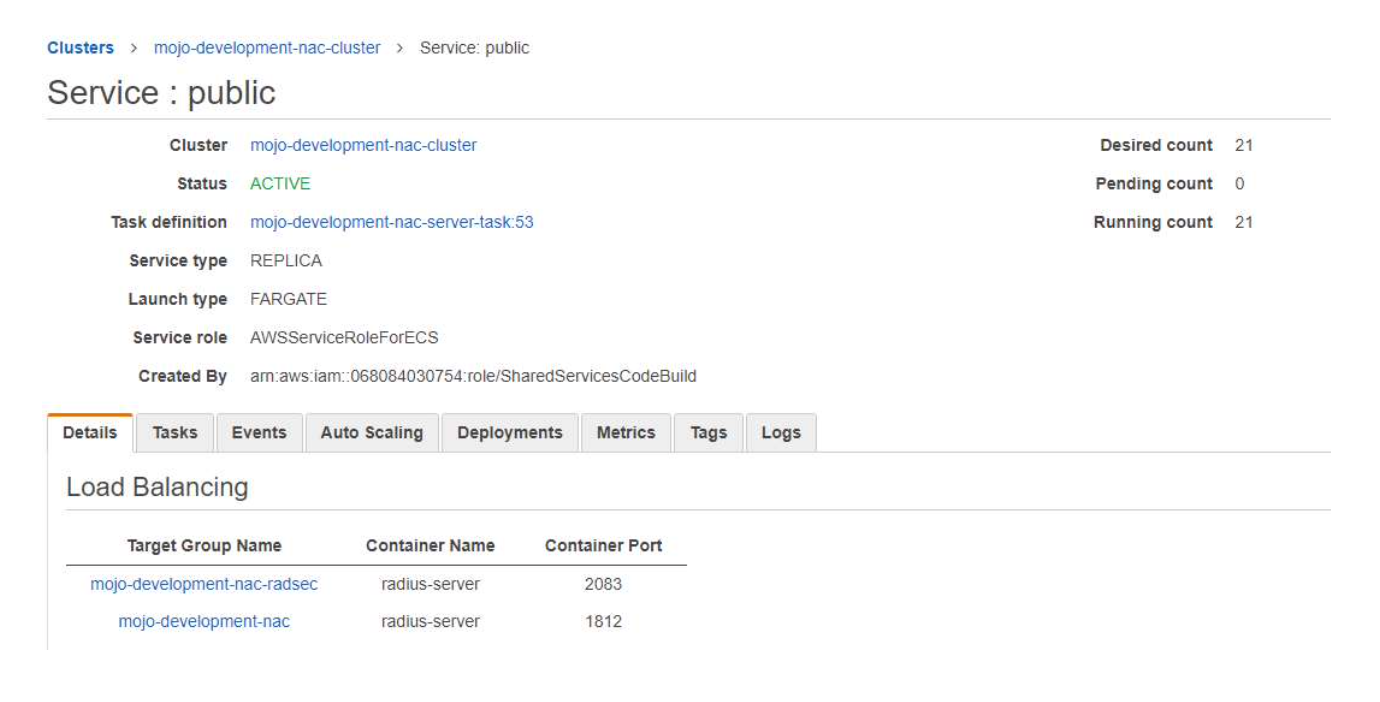 Clusters > mojo-development-nac-cluster > Service: public
Service : public
Cluster mojo-development-nac-cluster Desired count 21
Status ACTIVE Pending count 0
Task definition mojo-development-nac-server-task:53 Running count 21
Service type REPLICA
Launch type FARGATE
Service role AWSServiceRoleForECS
Created By arn:aws:iam::068084030754:role/SharedServicesCodeBuild
Details Tasks Events Auto Scaling Deployments Metrics Tags Logs
Load Balancing
Target Group Name Container Name Container Port
mojo-development-nac-radsec radius-server 2083
mojo-development-nac radius-server 1812